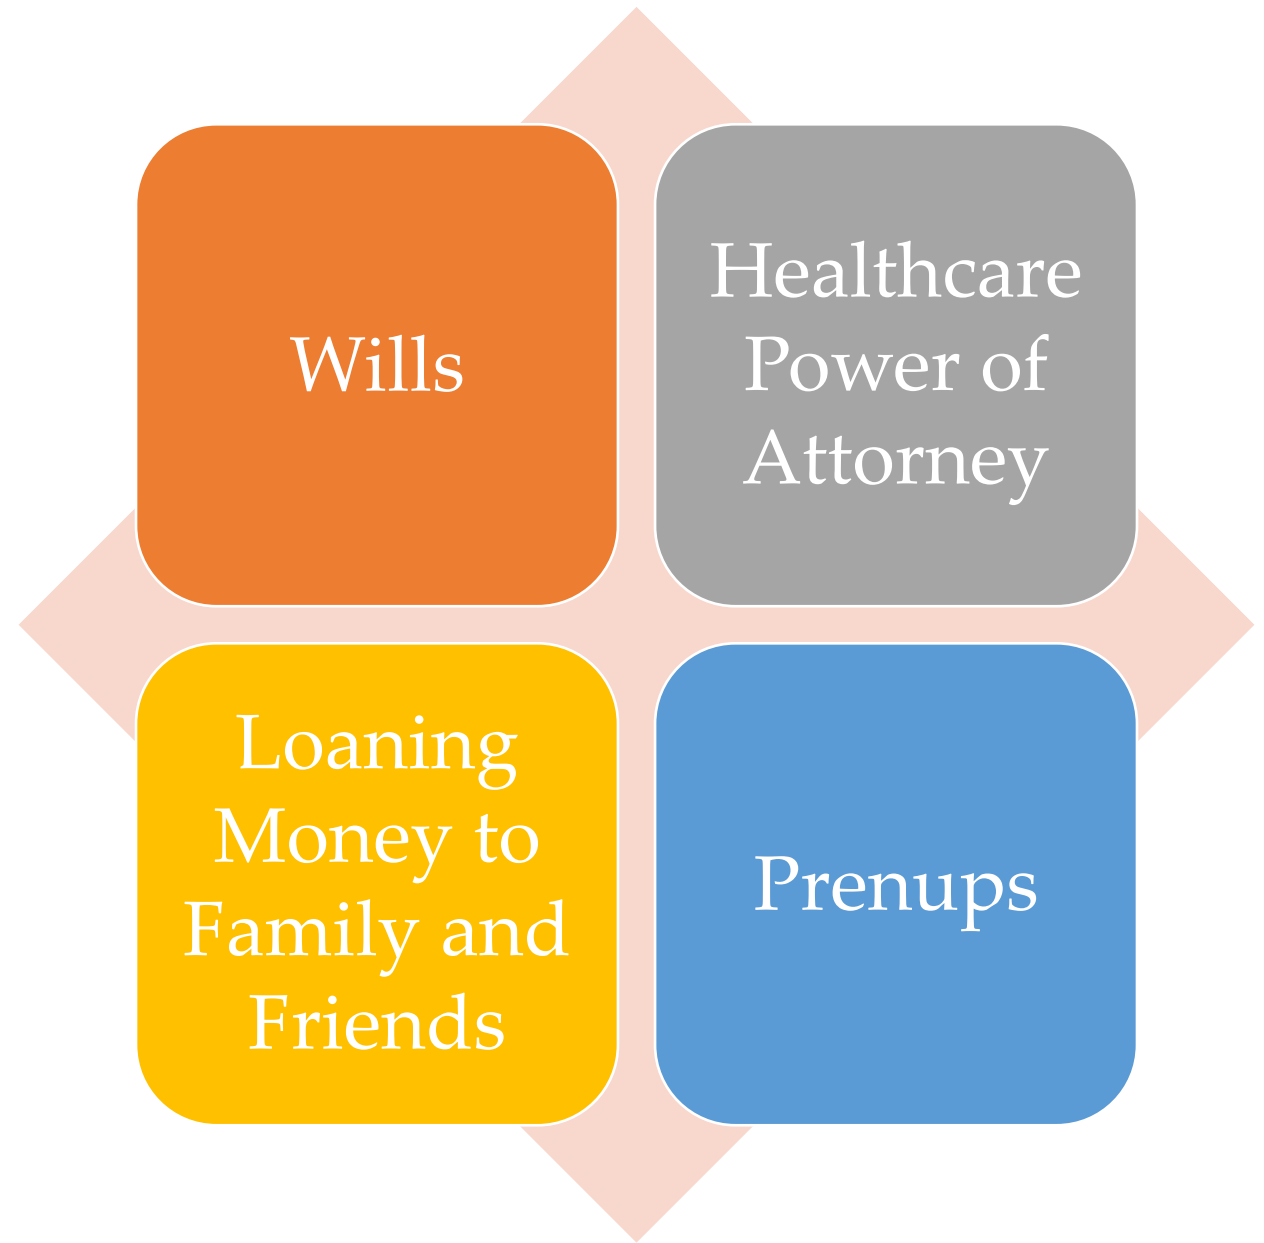 Wills
Healthcare
Power of
Attorney
Loaning
Money to
Family and
Friends
Prenups